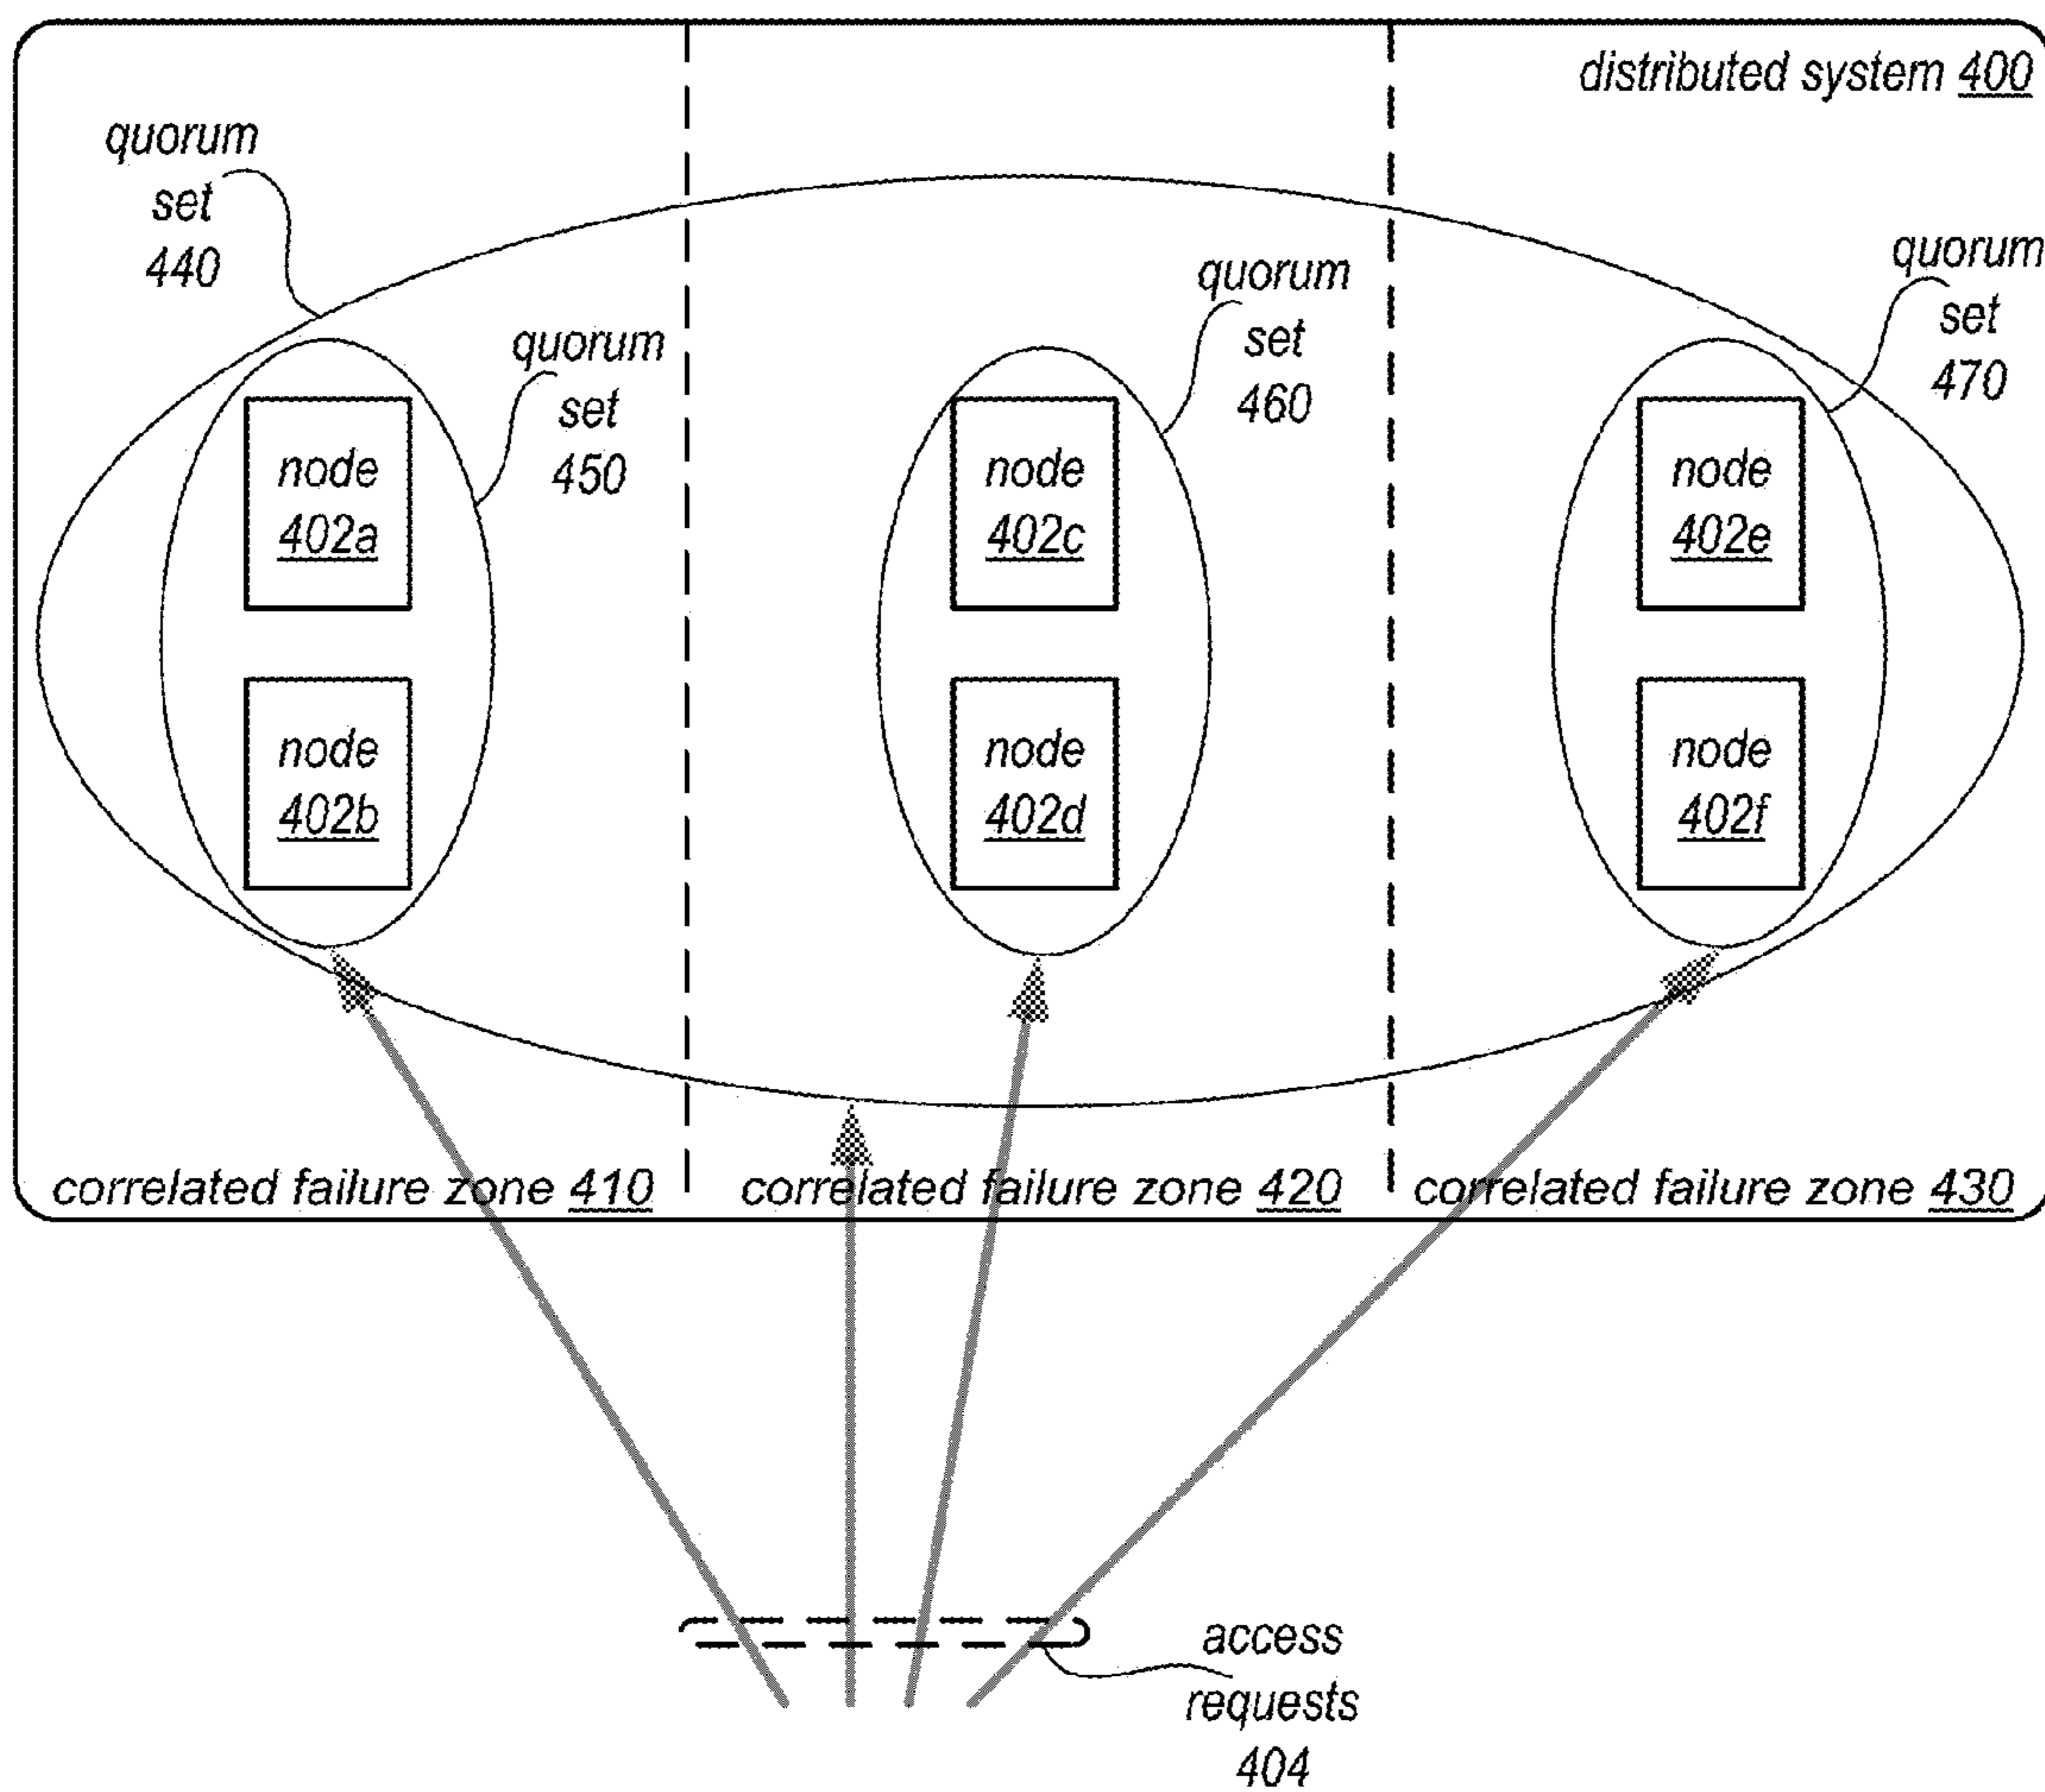 distributed system 400
quorum
set
440
quorum
set
450
quorum
set
460
quorum
set
470
node
402a
node
402c
node
402e
node
402b
node
402d
node
402f
correlated failure zone 410
correlated failure zone 420
correlated failure zone 430
access
requests
404